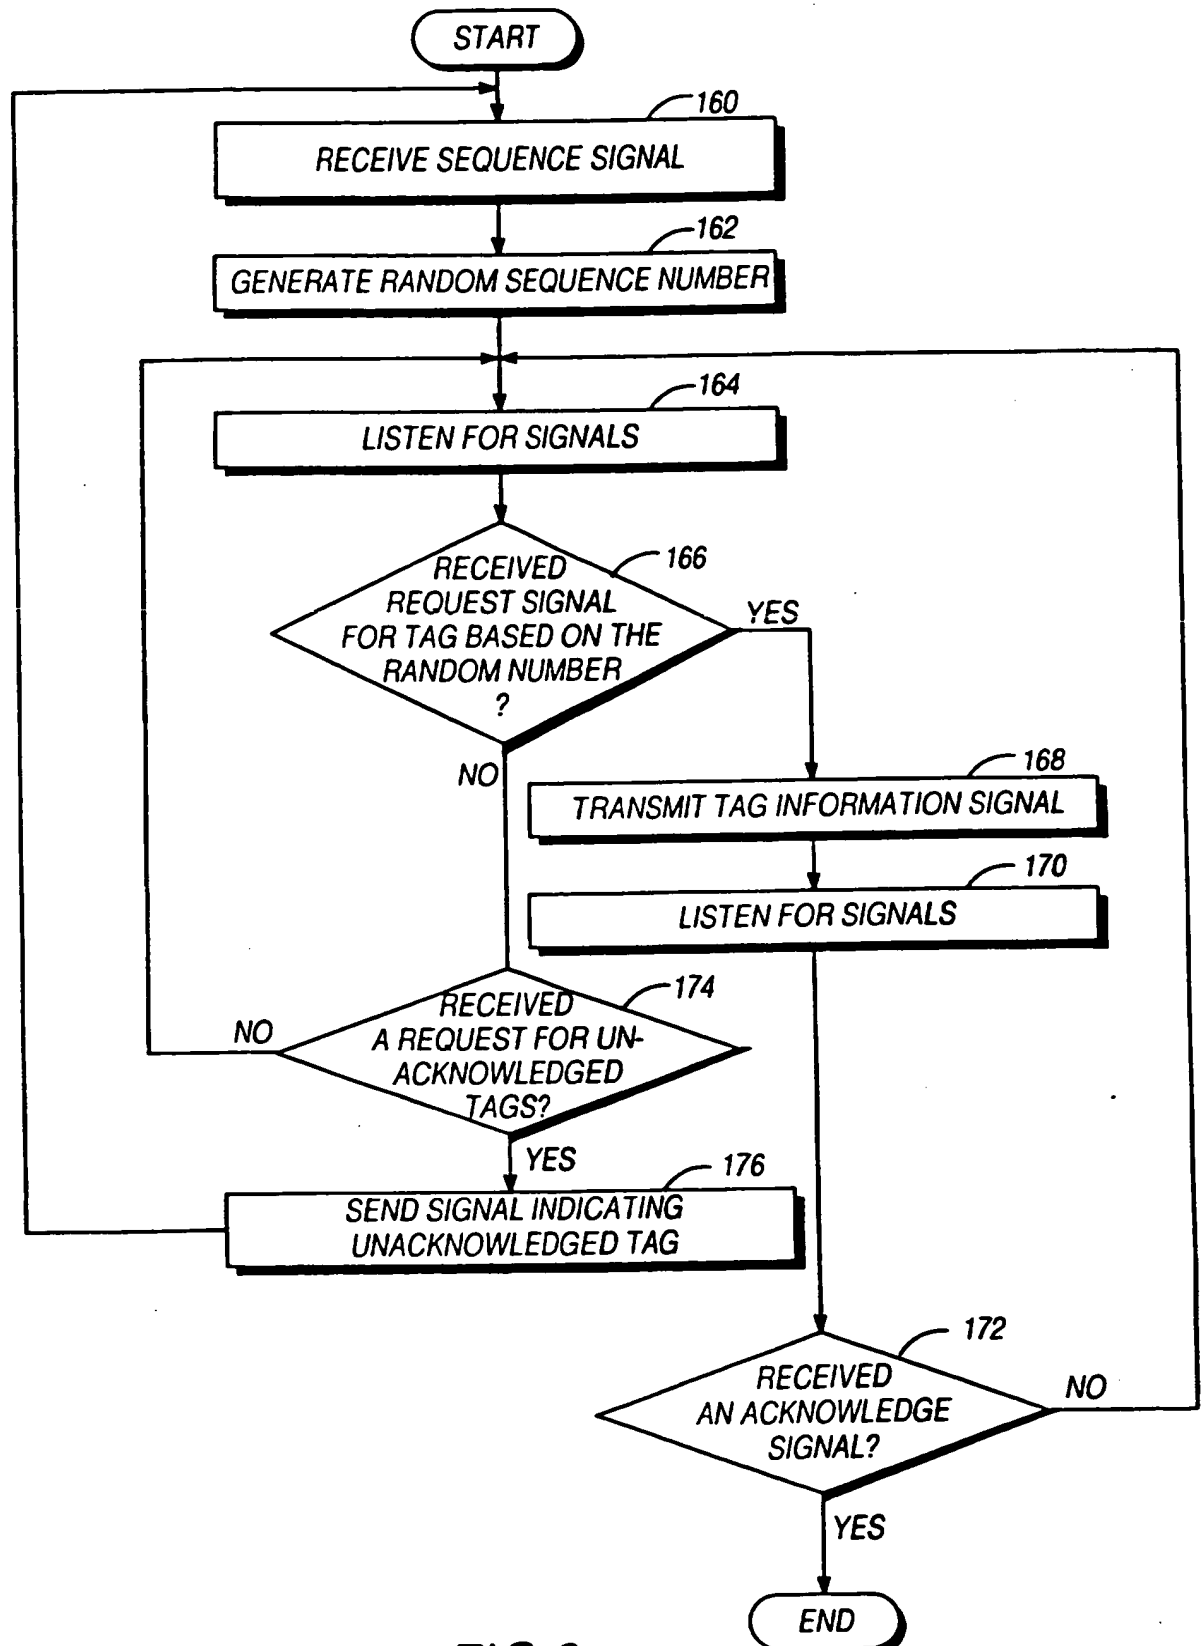 START
160
RECEIVE SEQUENCE SIGNAL
162
GENERATE RANDOM SEQUENCE NUMBER
164
LISTEN FOR SIGNALS
166
RECEIVED
REQUEST SIGNAL
FOR TAG BASED ON THE
RANDOM NUMBER
?
YES
NO
168
TRANSMIT TAG INFORMATION SIGNAL
170
LISTEN FOR SIGNALS
174
RECEIVED
A REQUEST FOR UN-
ACKNOWLEDGED
TAGS?
NO
YES
176
SEND SIGNAL INDICATING
UNACKNOWLEDGED TAG
172
RECEIVED
AN ACKNOWLEDGE
SIGNAL?
NO
YES
END